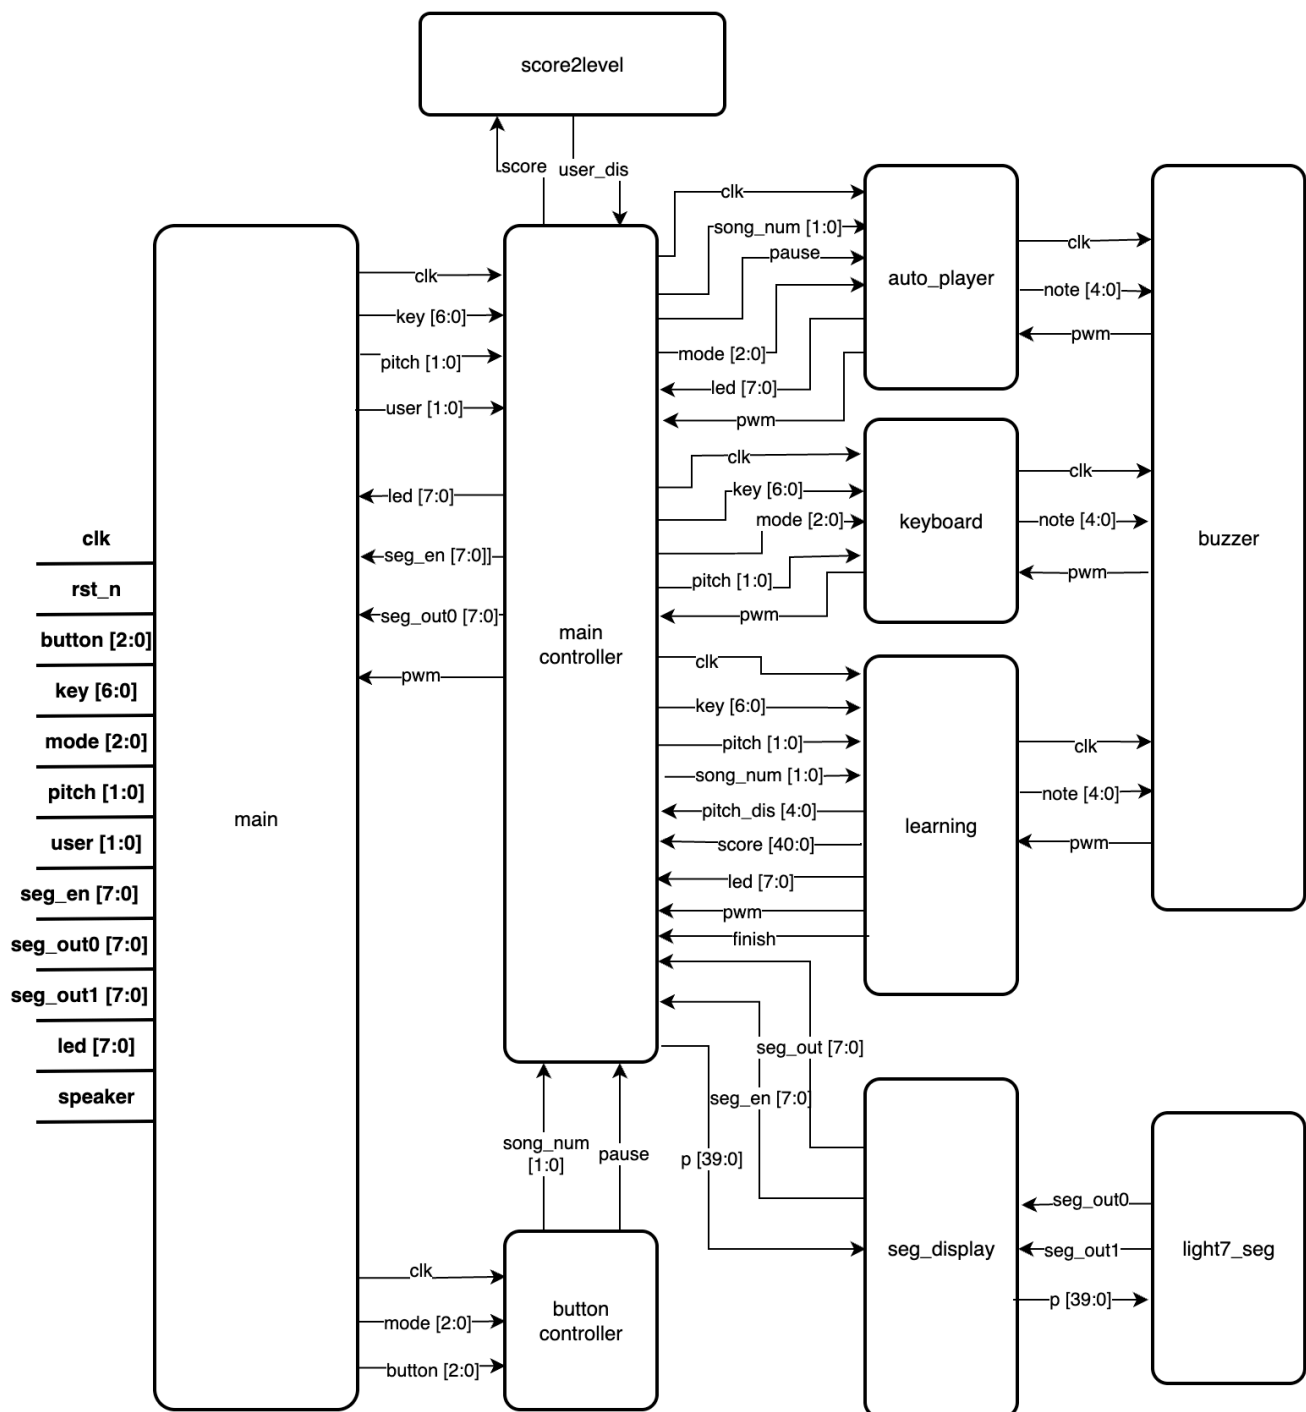 score2level
score
user_dis
clk
rst_n
button [2:0]
key [6:0]
mode [2:0]
pitch [1:0]
user [1:0]
seg_en [7:0]
seg_out0 [7:0]
seg_out1 [7:0]
led [7:0]
speaker
main
clk
key [6:0]
pitch [1:0]
user [1:0]
led [7:0]
seg_en [7:0]]
seg_out0 [7:0]
pwm
clk
mode [2:0]
button [2:0]
main
controller
song_num
[1:0]
pause
button
controller
clk
song_num [1:0]
pause
mode [2:0]
led [7:0]
pwm
auto_player
clk
note [4:0]
pwm
clk
key [6:0]
mode [2:0]
pitch [1:0]
pwm
keyboard
clk
note [4:0]
pwm
buzzer
clk
key [6:0]
pitch [1:0]
song_num [1:0]
pitch_dis [4:0]
score [40:0]
led [7:0]
pwm
finish
learning
clk
note [4:0]
pwm
seg_out [7:0]
seg_en [7:0]
p [39:0]
seg_display
seg_out0
seg_out1
p [39:0]
light7_seg